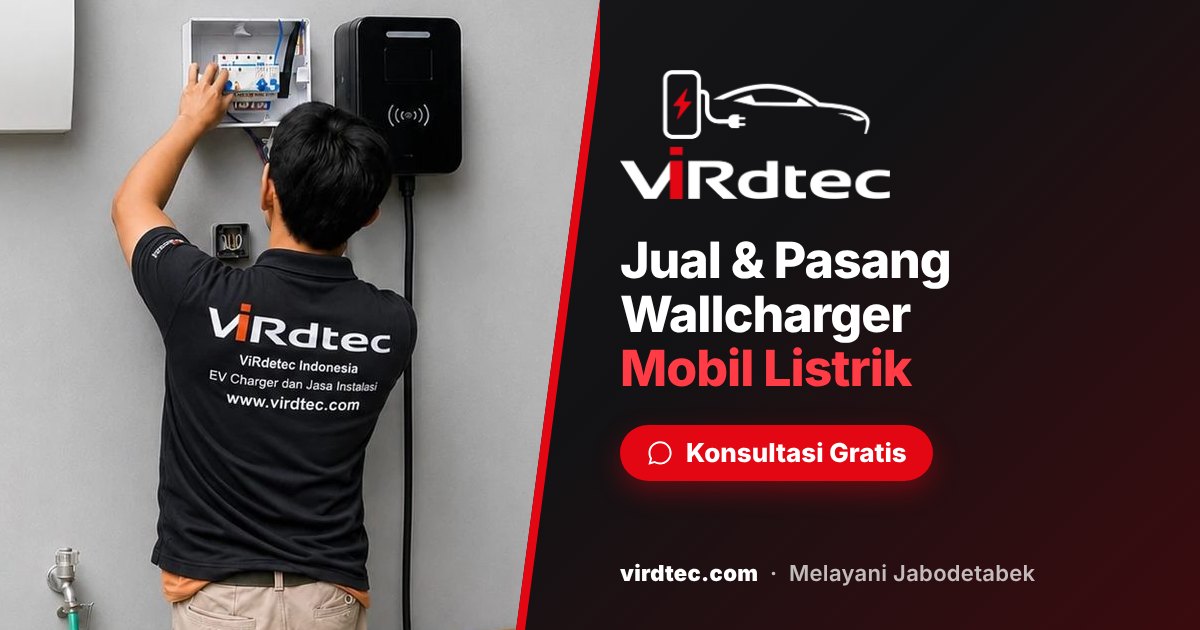 ViRdtec
ViRdetec Indonesia
EV Charger dan Jasa Instalasi
www.virdtec.com
ViRdtec
Jual & Pasang
Wallcharger
Mobil Listrik
Konsultasi Gratis
virdtec.com · Melayani Jabodetabek